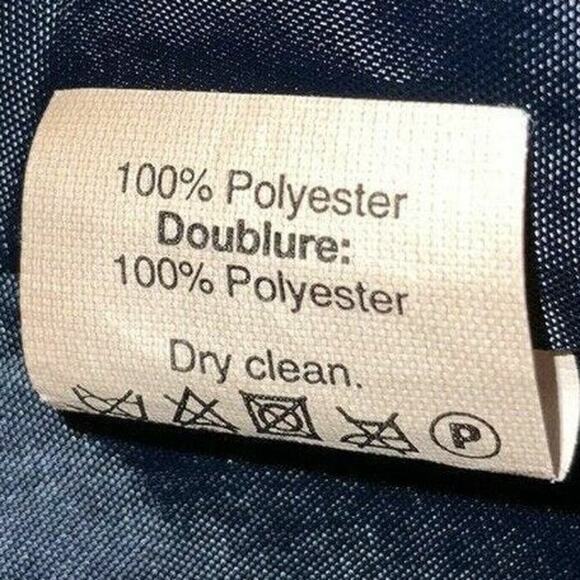 100% Polyester
Doublure:
100% Polyester
Dry clean.
P